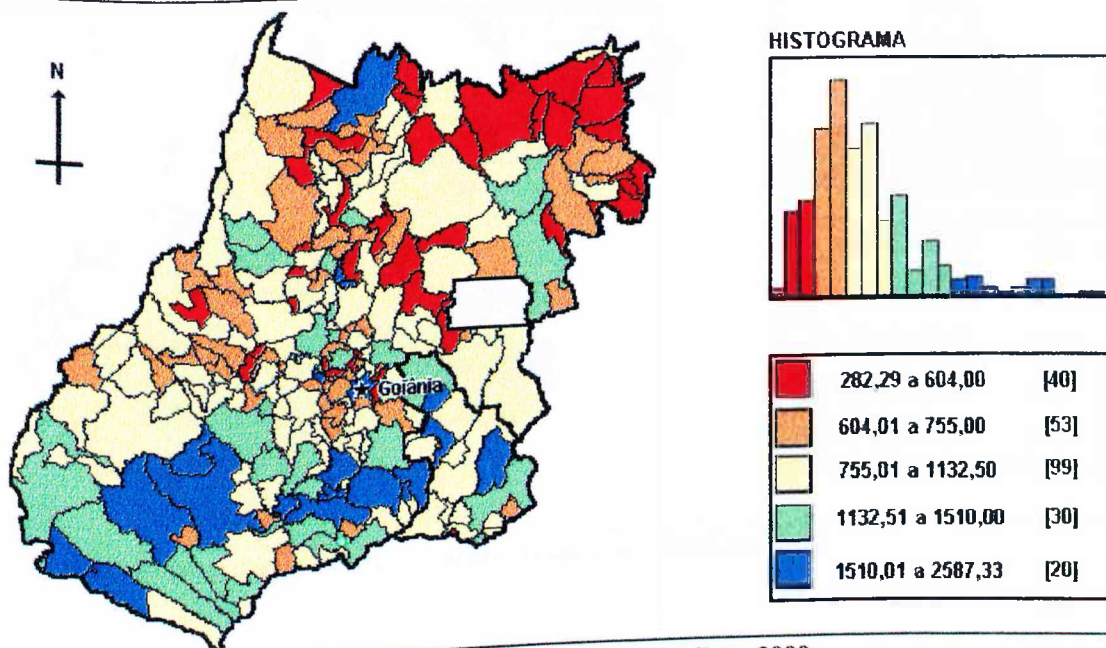 N
Goiânia
HISTOGRAMA
282,29 a 604,00 [40]
604,01 a 755,00 [53]
755,01 a 1132,50 [99]
1132,51 a 1510,00 [30]
1510,01 a 2587,33 [20]